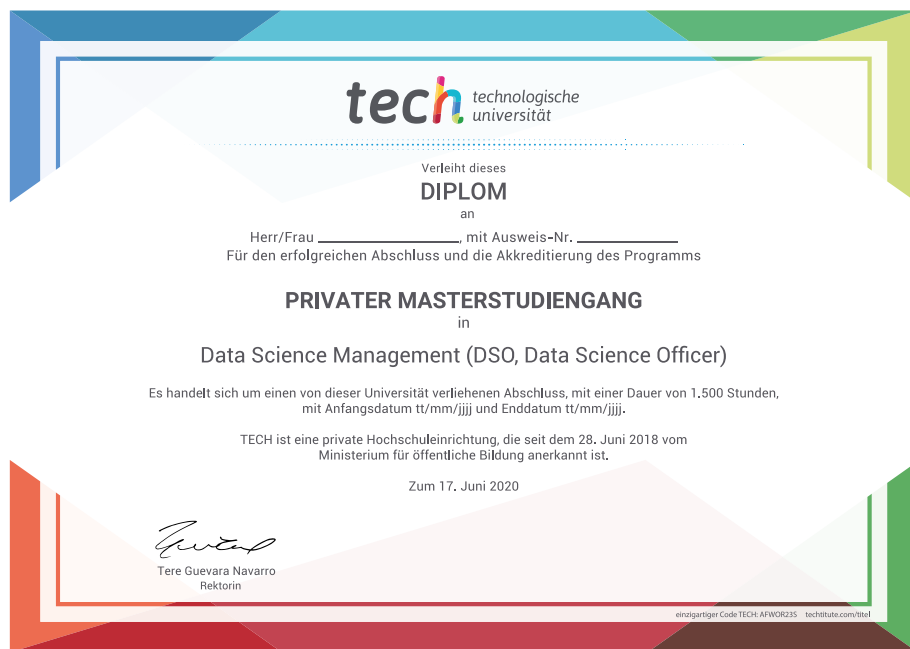 tech technologische
universität
Verleiht dieses
DIPLOM
an
Herr/Frau ____________________, mit Ausweis-Nr. ______________
Für den erfolgreichen Abschluss und die Akkreditierung des Programms
PRIVATER MASTERSTUDIENGANG
in
Data Science Management (DSO, Data Science Officer)
Es handelt sich um einen von dieser Universität verliehenen Abschluss, mit einer Dauer von 1.500 Stunden,
mit Anfangsdatum tt/mm/jjjj und Enddatum tt/mm/jjjj.
TECH ist eine private Hochschuleinrichtung, die seit dem 28. Juni 2018 vom
Ministerium für öffentliche Bildung anerkannt ist.
Zum 17. Juni 2020
Tere Guevara Navarro
Rektorin
einzigartiger Code TECH: AFWOR23S techtitute.com/titel